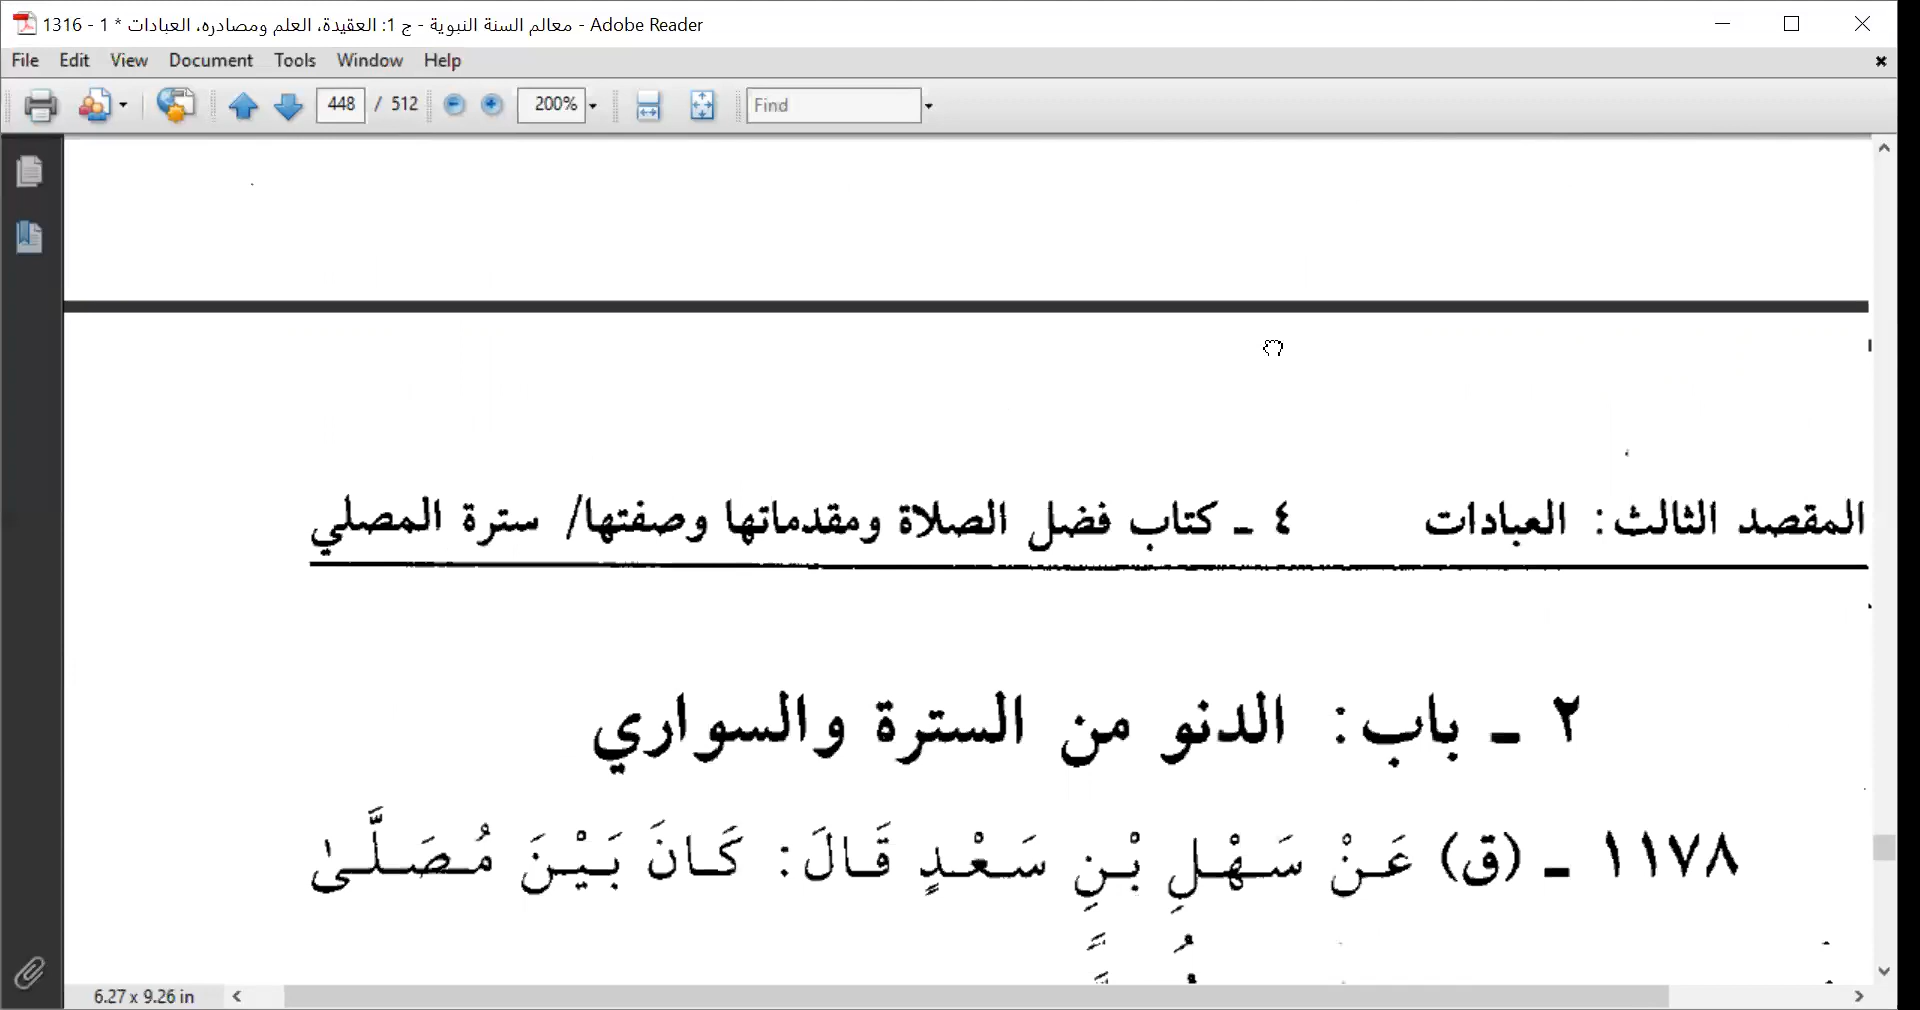 معالم السنة النبوية - ج 1: العقيدة، العلم ومصادره، العبادات * 1 - 1316 - Adobe Reader
File Edit View Document Tools Window Help
448 / 512 200% Find
المقصد الثالث: العبادات ٤ ـ كتاب فضل الصلاة ومقدماتها وصفتها/ سترة المصلي
٢ ـ باب: الدنو من السترة والسواري
١١٧٨ ـ (ق) عَنْ سَهْلِ بْنِ سَعْدٍ قَالَ: كَانَ بَيْنَ مُصَلَّىٰ
6.27 x 9.26 in